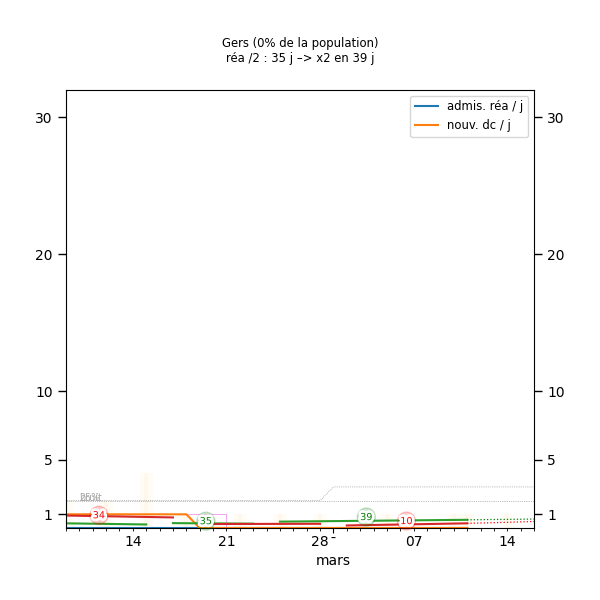 Gers (0% de la population)
réa /2 : 35 j –> x2 en 39 j
admis. réa / j
nouv. dc / j
30 30
20 20
10 10
5 5
1 1
34
35
39
10
14 21 28 07 14
mars